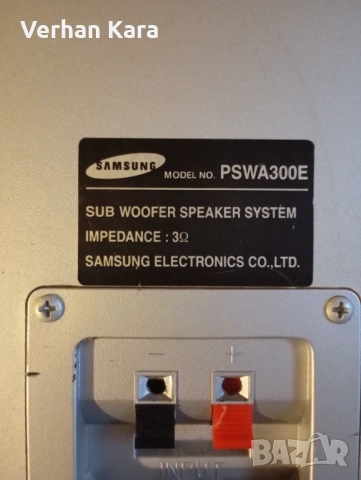 Verhan Kara
SAMSUNG MODEL NO. PSWA300E
SUB WOOFER SPEAKER SYSTEM
IMPEDANCE : 3Ω
SAMSUNG ELECTRONICS CO.,LTD.
− +
INPUT
BAZAR